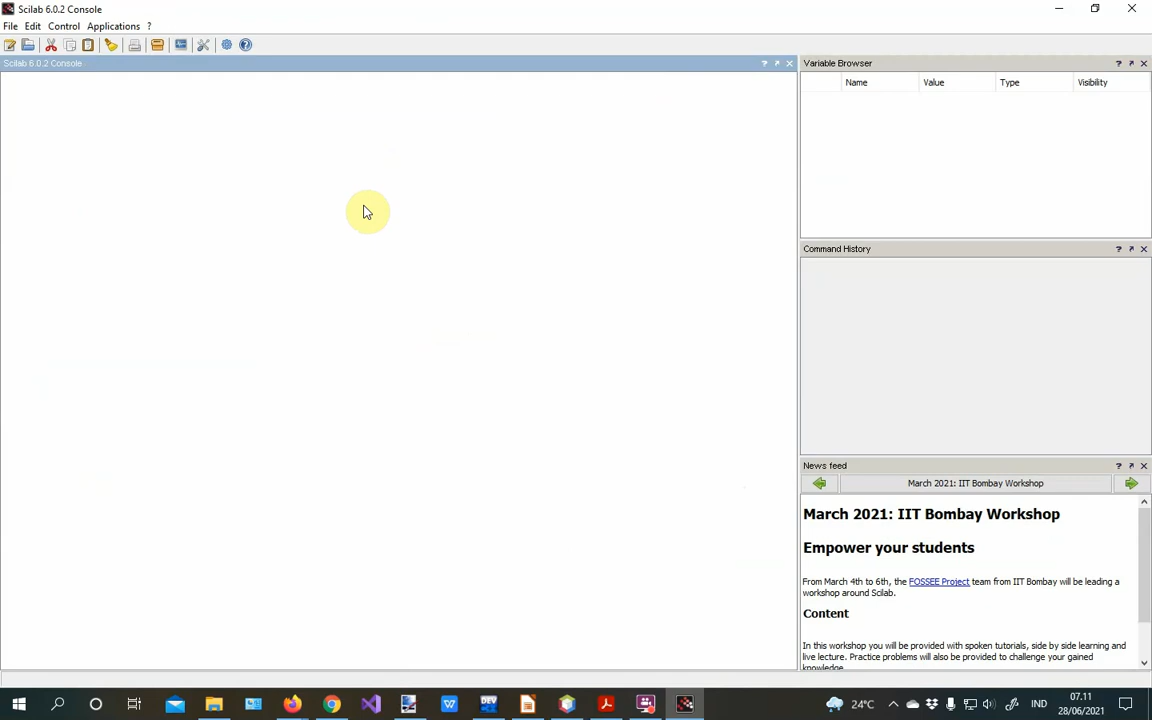 Scilab 6.0.2 Console
File Edit Control Applications ?
Scilab 6.0.2 Console
Variable Browser
Name Value Type Visibility
Command History
News feed
March 2021: IIT Bombay Workshop
March 2021: IIT Bombay Workshop
Empower your students
From March 4th to 6th, the FOSSEE Project team from IIT Bombay will be leading a
workshop around Scilab.
Content
In this workshop you will be provided with spoken tutorials, side by side learning and
live lecture. Practice problems will also be provided to challenge your gained
knowledge.
DEV
24°C
IND
07.11
28/06/2021